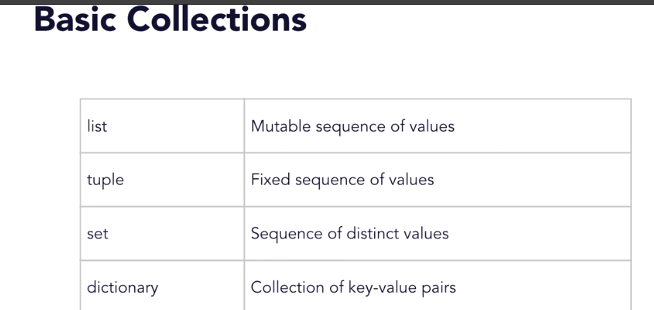 Basic Collections
list Mutable sequence of values
tuple Fixed sequence of values
set Sequence of distinct values
dictionary Collection of key-value pairs